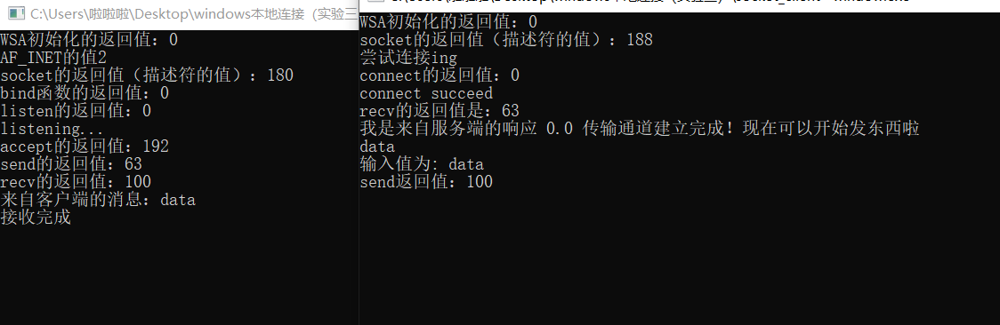 C:\Users\啦啦啦\Desktop\windows本地连接（实验三
WSA初始化的返回值：0
AF_INET的值2
socket的返回值（描述符的值）：180
bind函数的返回值：0
listen的返回值：0
listening...
accept的返回值：192
send的返回值：63
recv的返回值：100
来自客户端的消息：data
接收完成
WSA初始化的返回值：0
socket的返回值（描述符的值）：188
尝试连接ing
connect的返回值：0
connect succeed
recv的返回值是：63
我是来自服务端的响应 0.0 传输通道建立完成！现在可以开始发东西啦
data
输入值为: data
send返回值：100